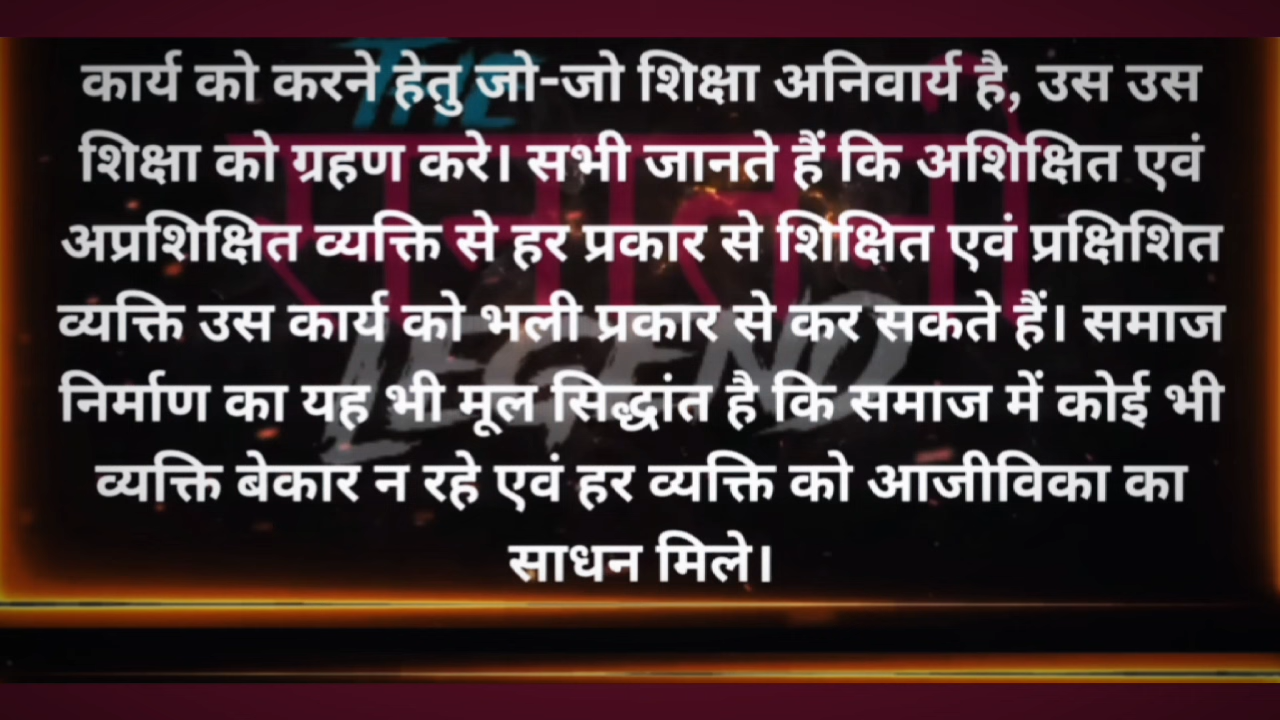 कार्य को करने हेतु जो-जो शिक्षा अनिवार्य है, उस उस
शिक्षा को ग्रहण करे। सभी जानते हैं कि अशिक्षित एवं
अप्रशिक्षित व्यक्ति से हर प्रकार से शिक्षित एवं प्रक्षिशित
व्यक्ति उस कार्य को भली प्रकार से कर सकते हैं। समाज
निर्माण का यह भी मूल सिद्धांत है कि समाज में कोई भी
व्यक्ति बेकार न रहे एवं हर व्यक्ति को आजीविका का
साधन मिले।
THE
LEGEND